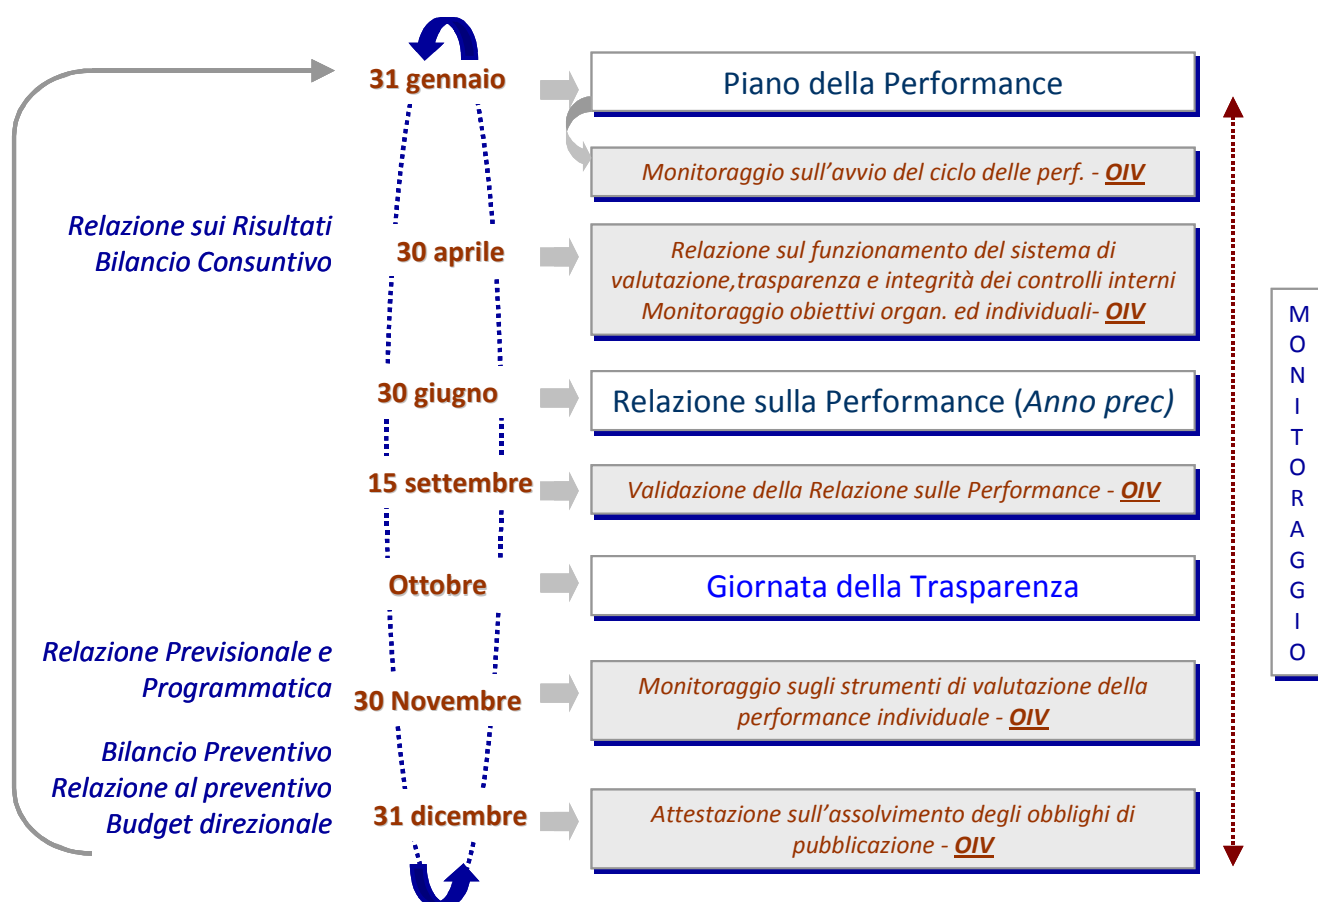 31 gennaio
Piano della Performance
Monitoraggio sull'avvio del ciclo delle perf. - OIV
Relazione sui Risultati
Bilancio Consuntivo
30 aprile
Relazione sul funzionamento del sistema di
valutazione,trasparenza e integrità dei controlli interni
Monitoraggio obiettivi organ. ed individuali- OIV
30 giugno
Relazione sulla Performance (Anno prec)
15 settembre
Validazione della Relazione sulle Performance - OIV
Ottobre
Giornata della Trasparenza
Relazione Previsionale e
Programmatica
30 Novembre
Monitoraggio sugli strumenti di valutazione della
performance individuale - OIV
Bilancio Preventivo
Relazione al preventivo
Budget direzionale
31 dicembre
Attestazione sull'assolvimento degli obblighi di
pubblicazione - OIV
M
O
N
I
T
O
R
A
G
G
I
O